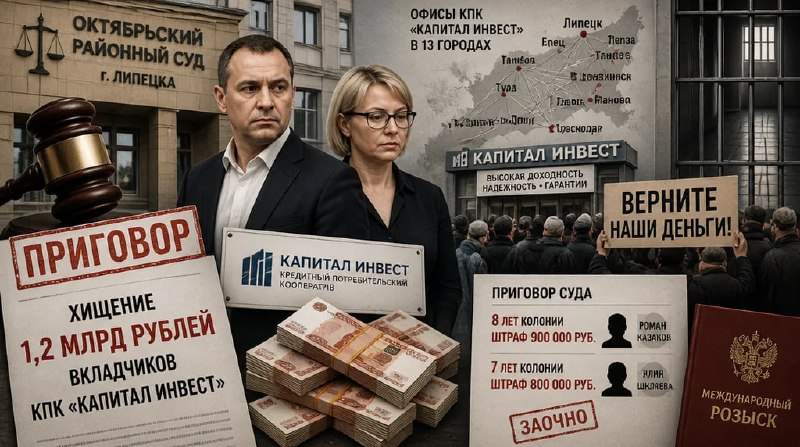 ОКТЯБРЬСКИЙ
РАЙОННЫЙ СУД
г. ЛИПЕЦКА
ОФИСЫ КПК
«КАПИТАЛ ИНВЕСТ»
В 13 ГОРОДАХ
Липецк
Елец
Пенза
Тамбов
Тула
Краснодар
КАПИТАЛ ИНВЕСТ
ВЫСОКАЯ ДОХОДНОСТЬ
НАДЕЖНОСТЬ • ГАРАНТИИ
ВЕРНИТЕ
НАШИ ДЕНЬГИ!
ПРИГОВОР
ХИЩЕНИЕ
1,2 МЛРД РУБЛЕЙ
ВКЛАДЧИКОВ
КПК «КАПИТАЛ ИНВЕСТ»
КАПИТАЛ ИНВЕСТ
КРЕДИТНЫЙ ПОТРЕБИТЕЛЬСКИЙ
КООПЕРАТИВ
ПРИГОВОР СУДА
8 ЛЕТ КОЛОНИИ
ШТРАФ 900 000 РУБ.
РОМАН
КАЗАКОВ
7 ЛЕТ КОЛОНИИ
ШТРАФ 800 000 РУБ.
ШКЛЯЕВА
ЗАОЧНО
МЕЖДУНАРОДНЫЙ
РОЗЫСК